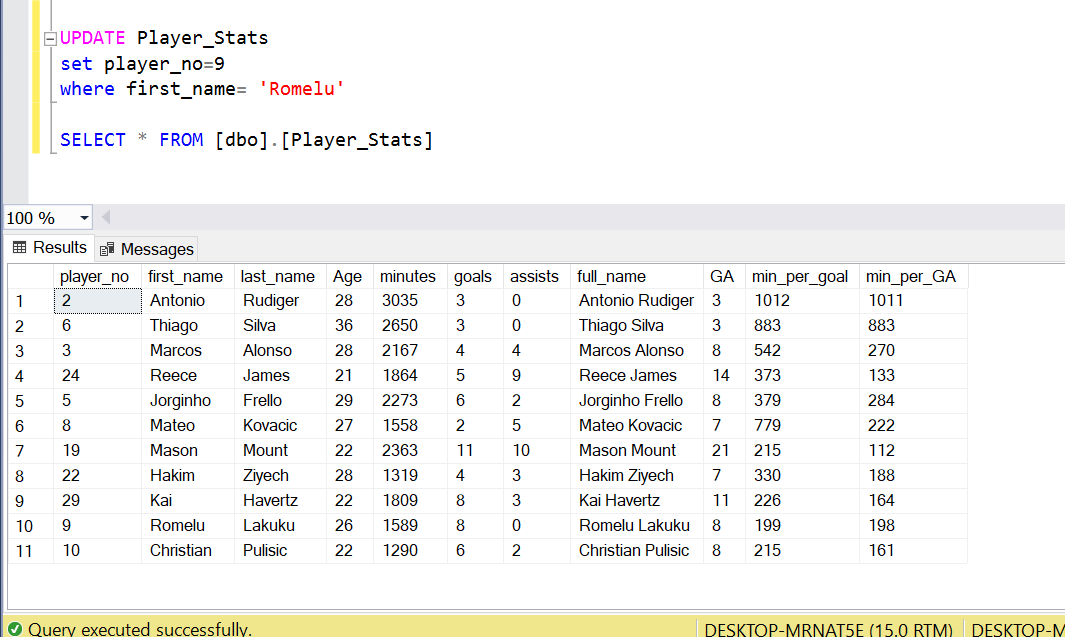 UPDATE Player_Stats
set player_no=9
where first_name= 'Romelu'
SELECT * FROM [dbo].[Player_Stats]
100 %
Results Messages
player_no first_name last_name Age minutes goals assists full_name GA min_per_goal min_per_GA
1 2 Antonio Rudiger 28 3035 3 0 Antonio Rudiger 3 1012 1011
2 6 Thiago Silva 36 2650 3 0 Thiago Silva 3 883 883
3 3 Marcos Alonso 28 2167 4 4 Marcos Alonso 8 542 270
4 24 Reece James 21 1864 5 9 Reece James 14 373 133
5 5 Jorginho Frello 29 2273 6 2 Jorginho Frello 8 379 284
6 8 Mateo Kovacic 27 1558 2 5 Mateo Kovacic 7 779 222
7 19 Mason Mount 22 2363 11 10 Mason Mount 21 215 112
8 22 Hakim Ziyech 28 1319 4 3 Hakim Ziyech 7 330 188
9 29 Kai Havertz 22 1809 8 3 Kai Havertz 11 226 164
10 9 Romelu Lakuku 26 1589 8 0 Romelu Lakuku 8 199 198
11 10 Christian Pulisic 22 1290 6 2 Christian Pulisic 8 215 161
Query executed successfully. DESKTOP-MRNAT5E (15.0 RTM) DESKTOP-M